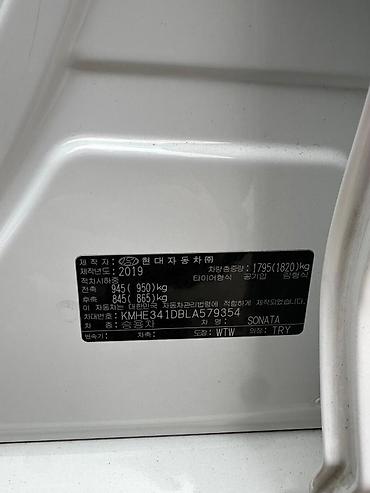 제 작 자: 현대자동차㈜
제작년도: 2019 차량총중량: 1795(1820)kg
적차시하중 타이어형식 공기압 림형식
전축 945( 950)kg
후축 845( 865)kg
이 자동차는 대한민국 자동차관리법령에 적합하게 제작되었습니다.
차대번호: KMHE341DBLA579354
차종: 승용차 차명: SONATA
변속기: 차축: 도장: WTW 의장: TRY